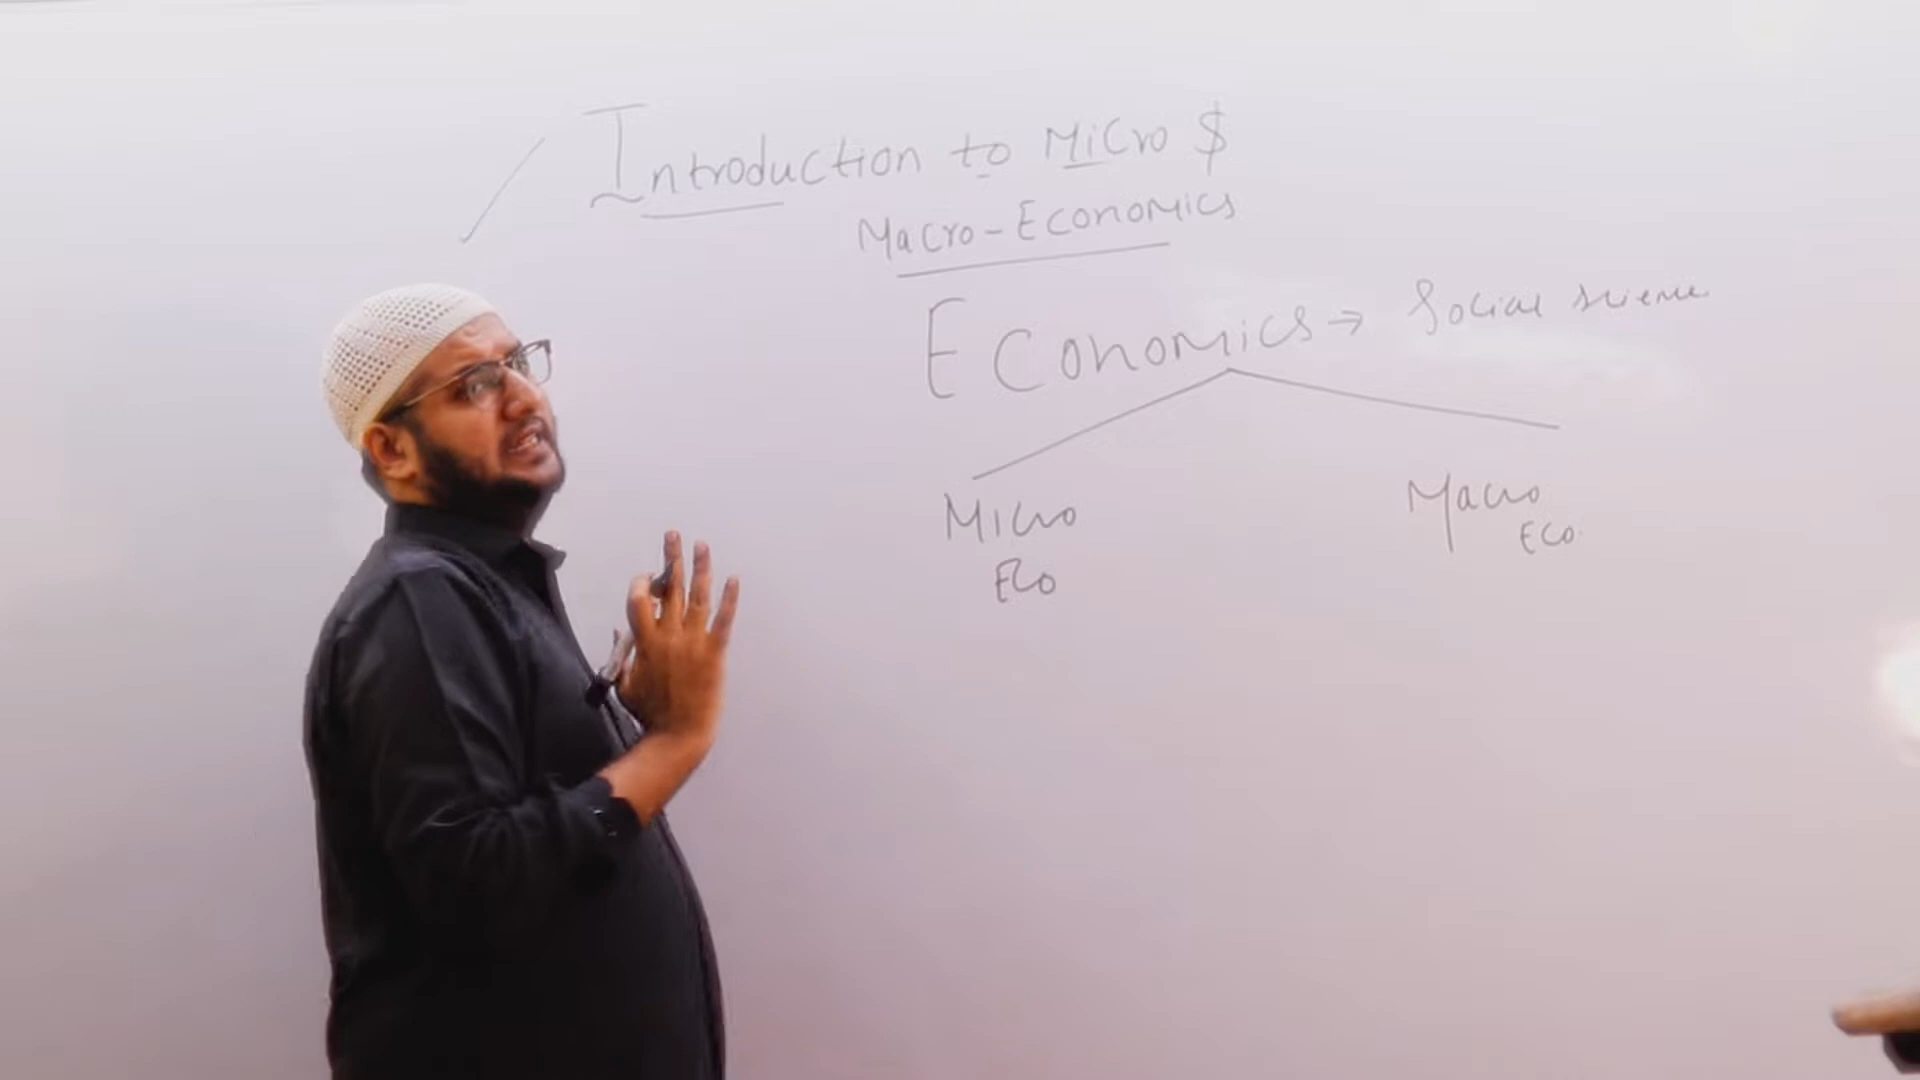 Introduction to Micro $
Macro-Economics
Economics → Social science
Micro Macro
Eco Eco.